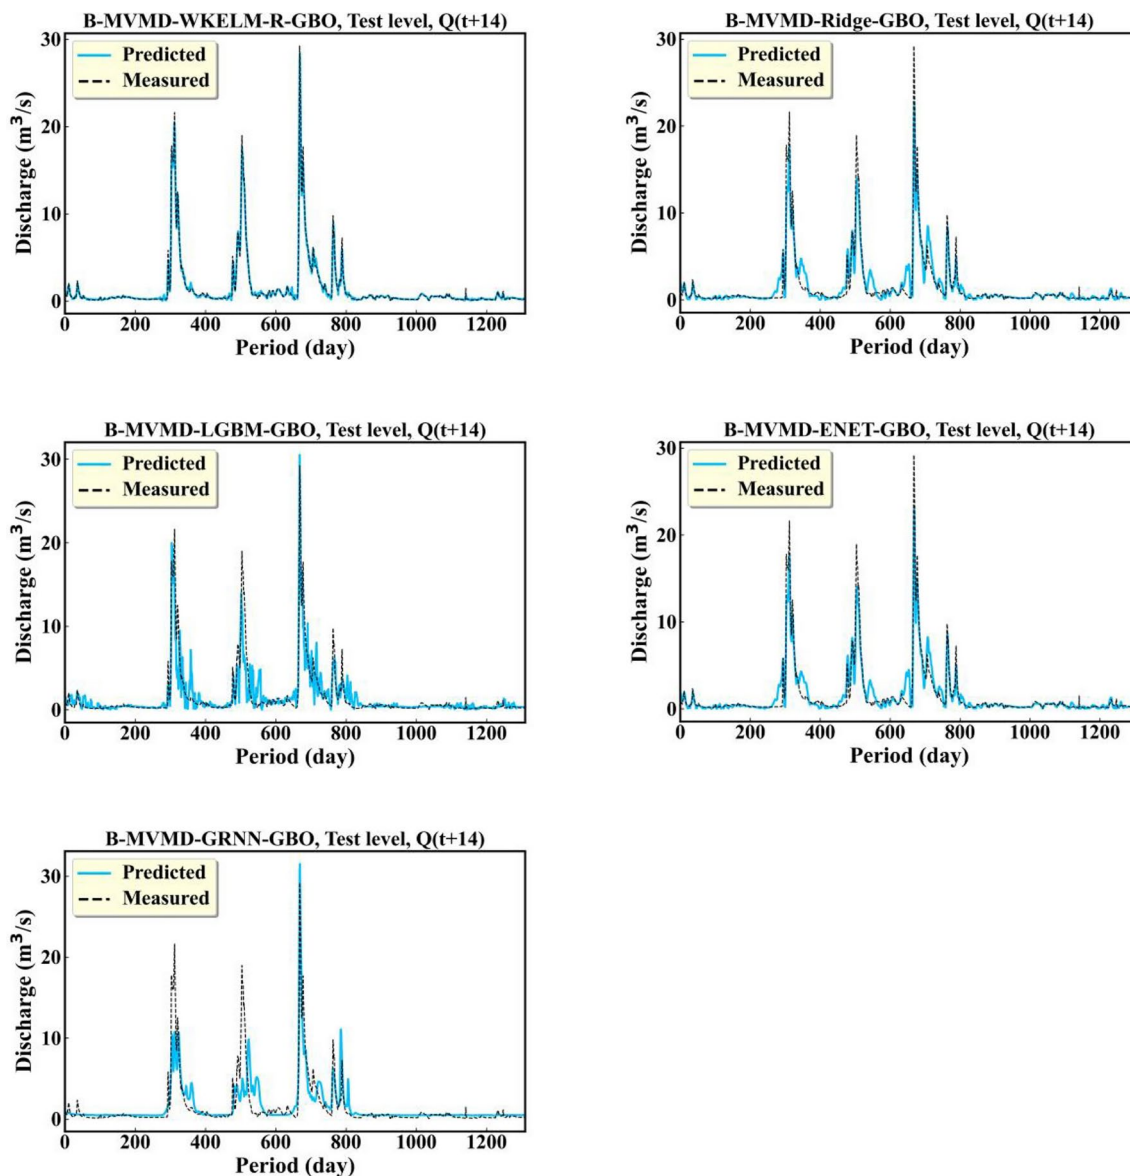 B-MVMD-WKELM-R-GBO, Test level, Q(t+14)
30
20
10
0
Discharge (m³/s)
Predicted
Measured
0 200 400 600 800 1000 1200
Period (day)
B-MVMD-Ridge-GBO, Test level, Q(t+14)
30
20
10
0
Discharge (m³/s)
Predicted
Measured
0 200 400 600 800 1000 1200
Period (day)
B-MVMD-LGBM-GBO, Test level, Q(t+14)
30
20
10
0
Discharge (m³/s)
Predicted
Measured
0 200 400 600 800 1000 1200
Period (day)
B-MVMD-ENET-GBO, Test level, Q(t+14)
30
20
10
0
Discharge (m³/s)
Predicted
Measured
0 200 400 600 800 1000 1200
Period (day)
B-MVMD-GRNN-GBO, Test level, Q(t+14)
30
20
10
0
Discharge (m³/s)
Predicted
Measured
0 200 400 600 800 1000 1200
Period (day)